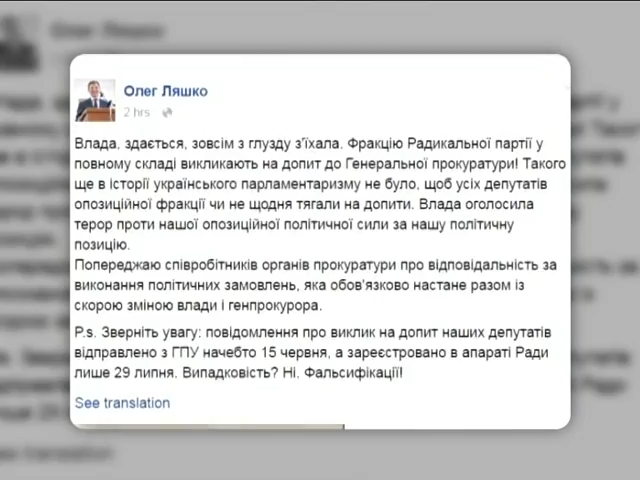 Олег Ляшко
2 hrs
Влада, здається, зовсім з глузду з'їхала. Фракцію Радикальної партії у
повному складі викликають на допит до Генеральної прокуратури! Такого
ще в історії українського парламентаризму не було, щоб усіх депутатів
опозиційної фракції чи не щодня тягали на допити. Влада оголосила
терор проти нашої опозиційної політичної сили за нашу політичну
позицію.
Попереджаю співробітників органів прокуратури про відповідальність за
виконання політичних замовлень, яка обов'язково настане разом із
скорою зміною влади і генпрокурора.
P.s. Зверніть увагу: повідомлення про виклик на допит наших депутатів
відправлено з ГПУ начебто 15 червня, а зареєстровано в апараті Ради
лише 29 липня. Випадковість? Ні. Фальсифікації!
See translation